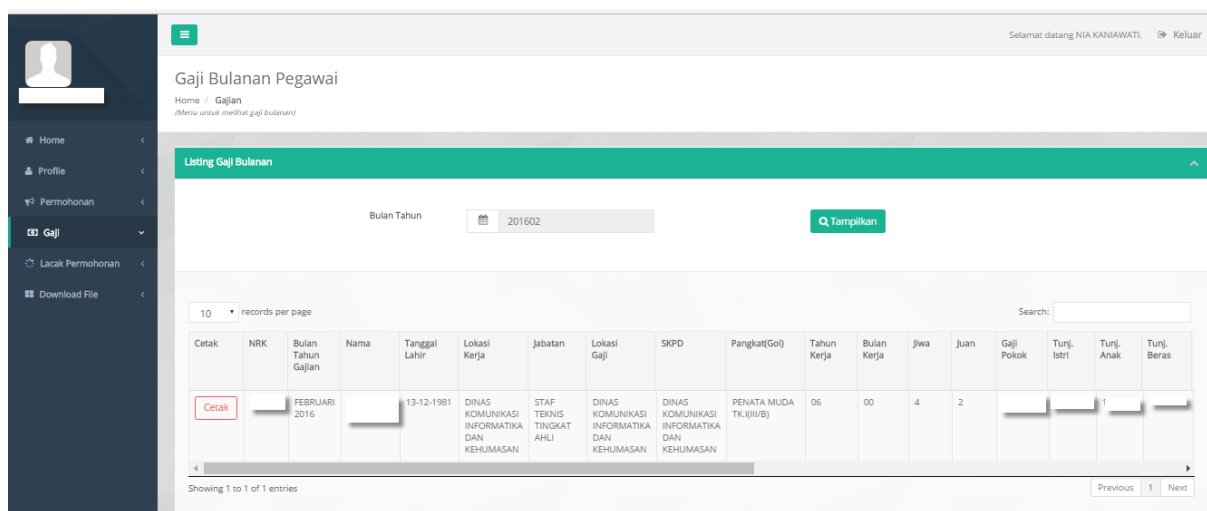 Selamat datang NIA KANIAWATI. Keluar
Gaji Bulanan Pegawai
Home / Gajian
(Menu untuk melihat gaji bulanan)
Home
Profile
Permohonan
Gaji
Lacak Permohonan
Download File
Listing Gaji Bulanan
Bulan Tahun 201602 Tampilkan
10 records per page Search:
Cetak NRK Bulan Nama Tanggal Lokasi Jabatan Lokasi SKPD Pangkat(Gol) Tahun Bulan Jiwa Juan Gaji Tunj. Tunj. Tunj.
Tahun Lahir Kerja Gaji Kerja Kerja Pokok Istri Anak Beras
Gajian
Cetak FEBRUARI 13-12-1981 DINAS STAF DINAS DINAS PENATA MUDA 06 00 4 2 1
2016 KOMUNIKASI TEKNIS KOMUNIKASI KOMUNIKASI TK.I(III/B)
INFORMATIKA TINGKAT INFORMATIKA INFORMATIKA
DAN AHLI DAN DAN
KEHUMASAN KEHUMASAN KEHUMASAN
Showing 1 to 1 of 1 entries Previous 1 Next